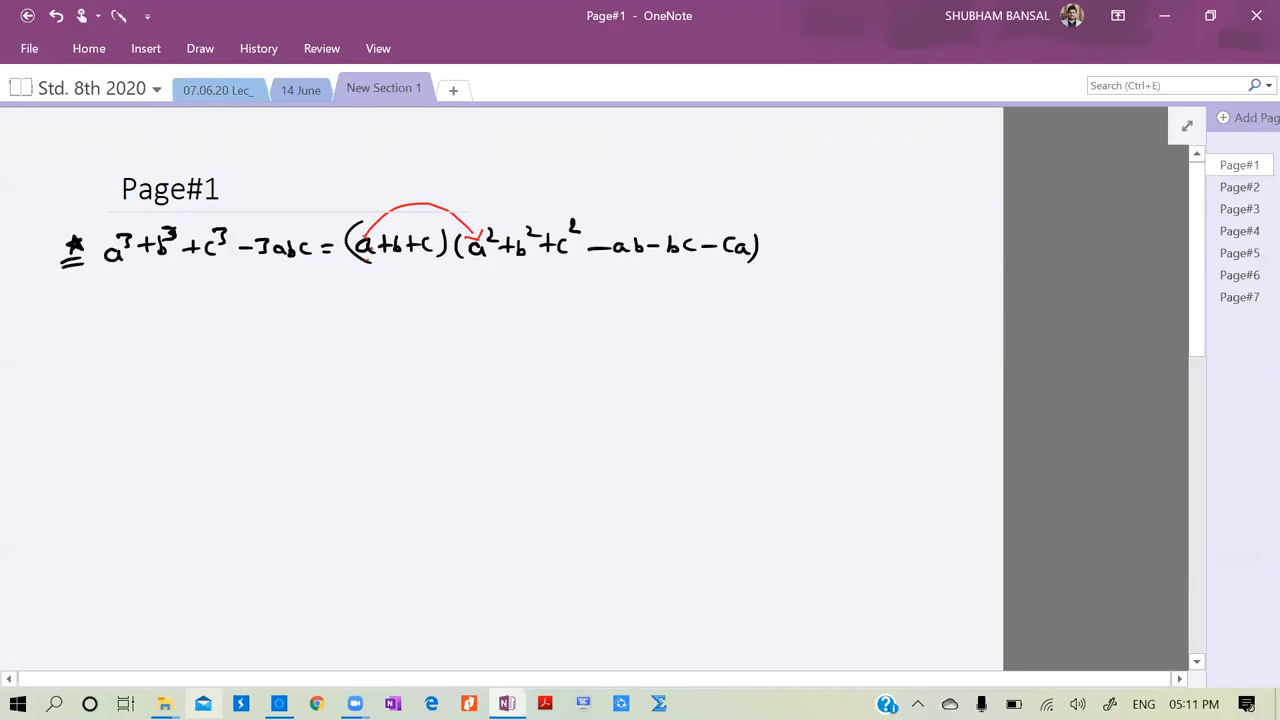 Page#1 - OneNote
SHUBHAM BANSAL
File Home Insert Draw History Review View
Std. 8th 2020
07.06.20 Lec_
14 June
New Section 1
Search (Ctrl+E)
Add Pag
Page#1
Page#2
Page#3
Page#4
Page#5
Page#6
Page#7
Page#1
a³+b³+c³-3abc=(a+b+c)(a²+b²+c²-ab-bc-ca)
ENG 05:11 PM